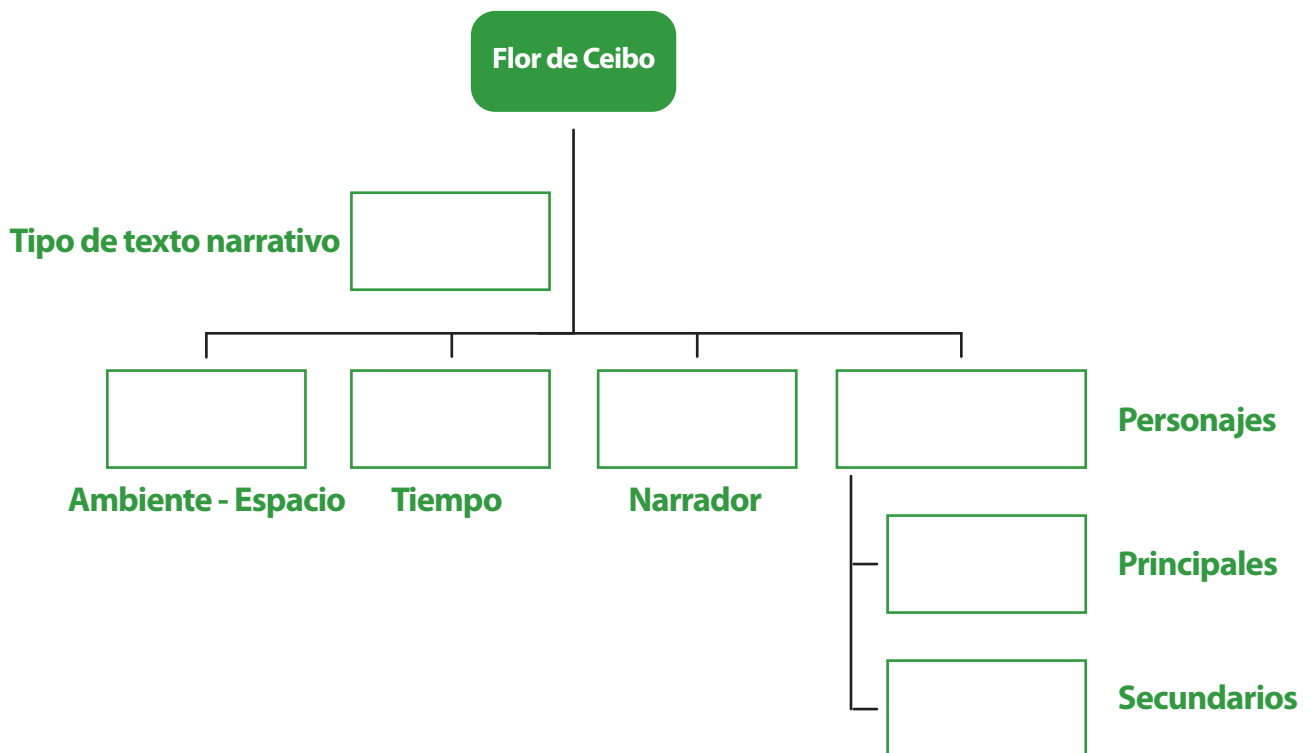 Flor de Ceibo
Tipo de texto narrativo
Personajes
Ambiente - Espacio
Tiempo
Narrador
Principales
Secundarios